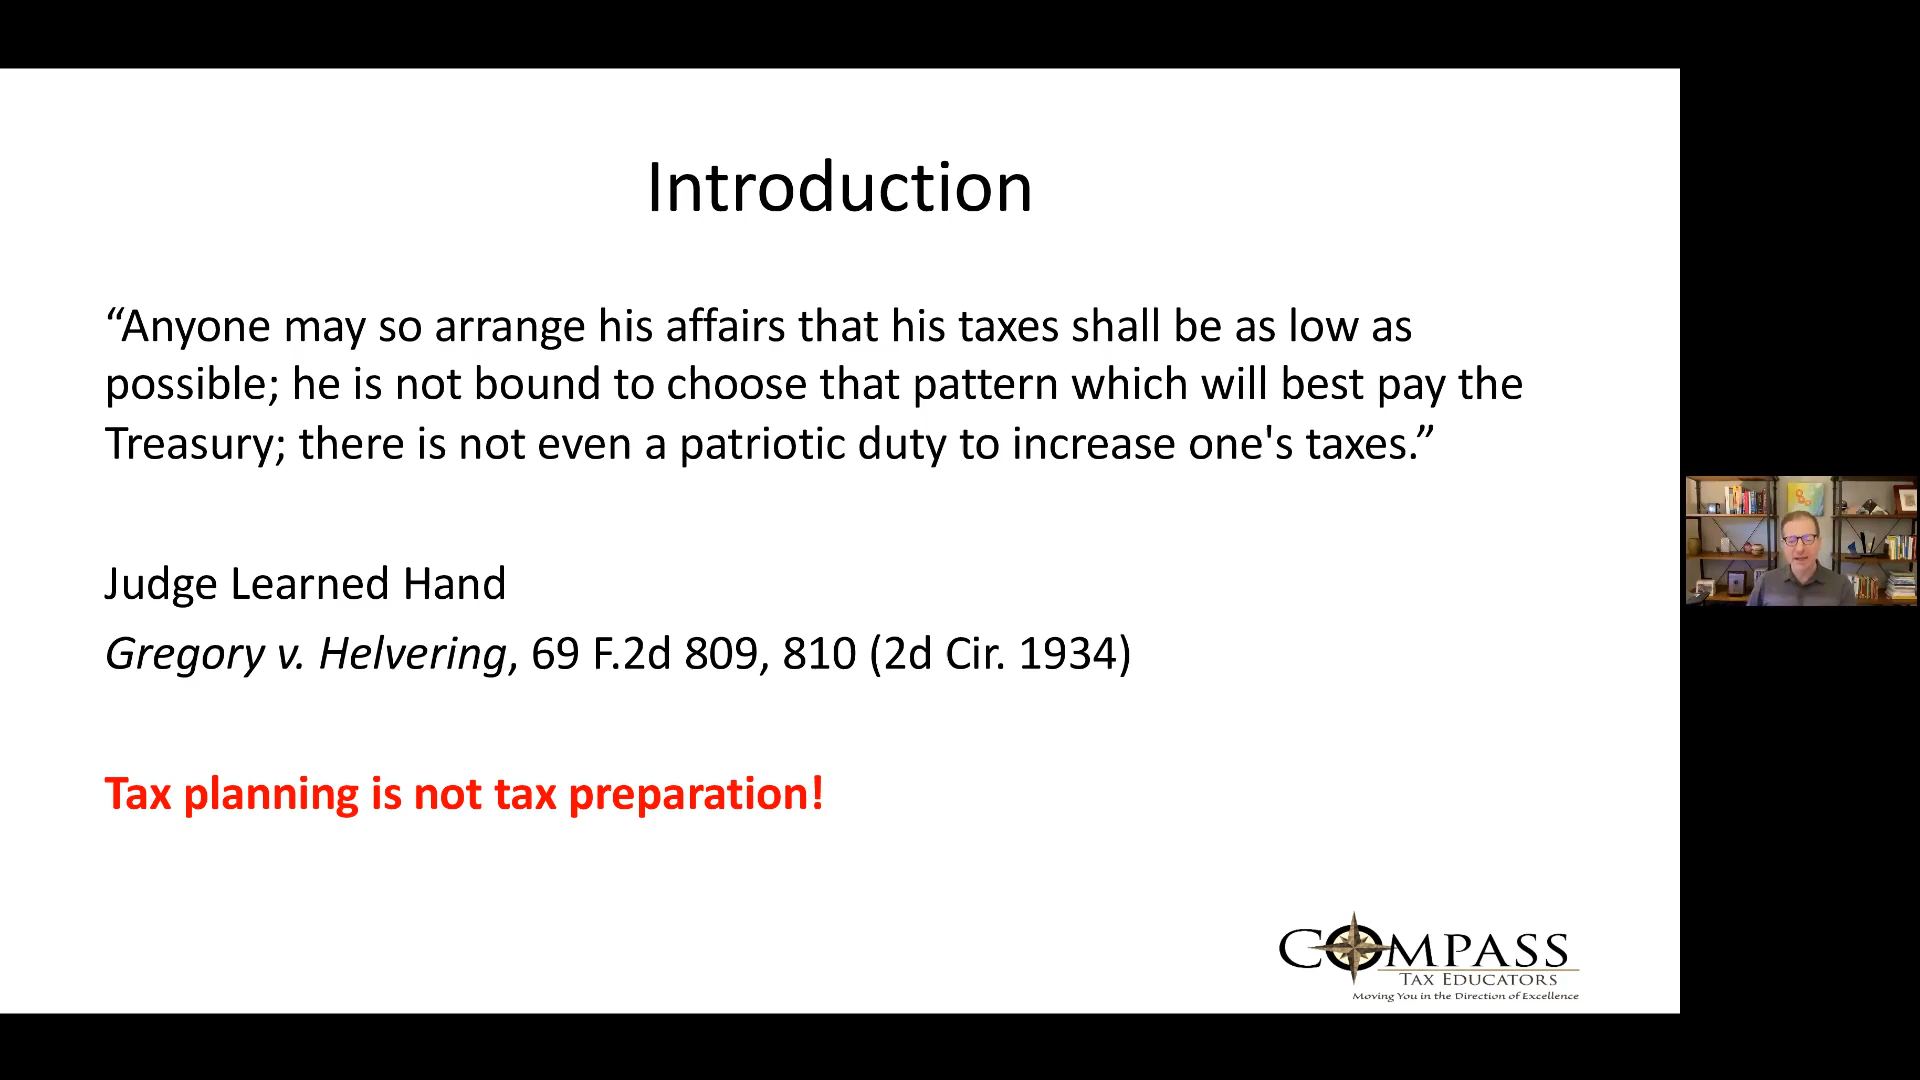 Introduction
“Anyone may so arrange his affairs that his taxes shall be as low as
possible; he is not bound to choose that pattern which will best pay the
Treasury; there is not even a patriotic duty to increase one's taxes.”
Judge Learned Hand
Gregory v. Helvering, 69 F.2d 809, 810 (2d Cir. 1934)
Tax planning is not tax preparation!
COMPASS
TAX EDUCATORS
Moving You in the Direction of Excellence